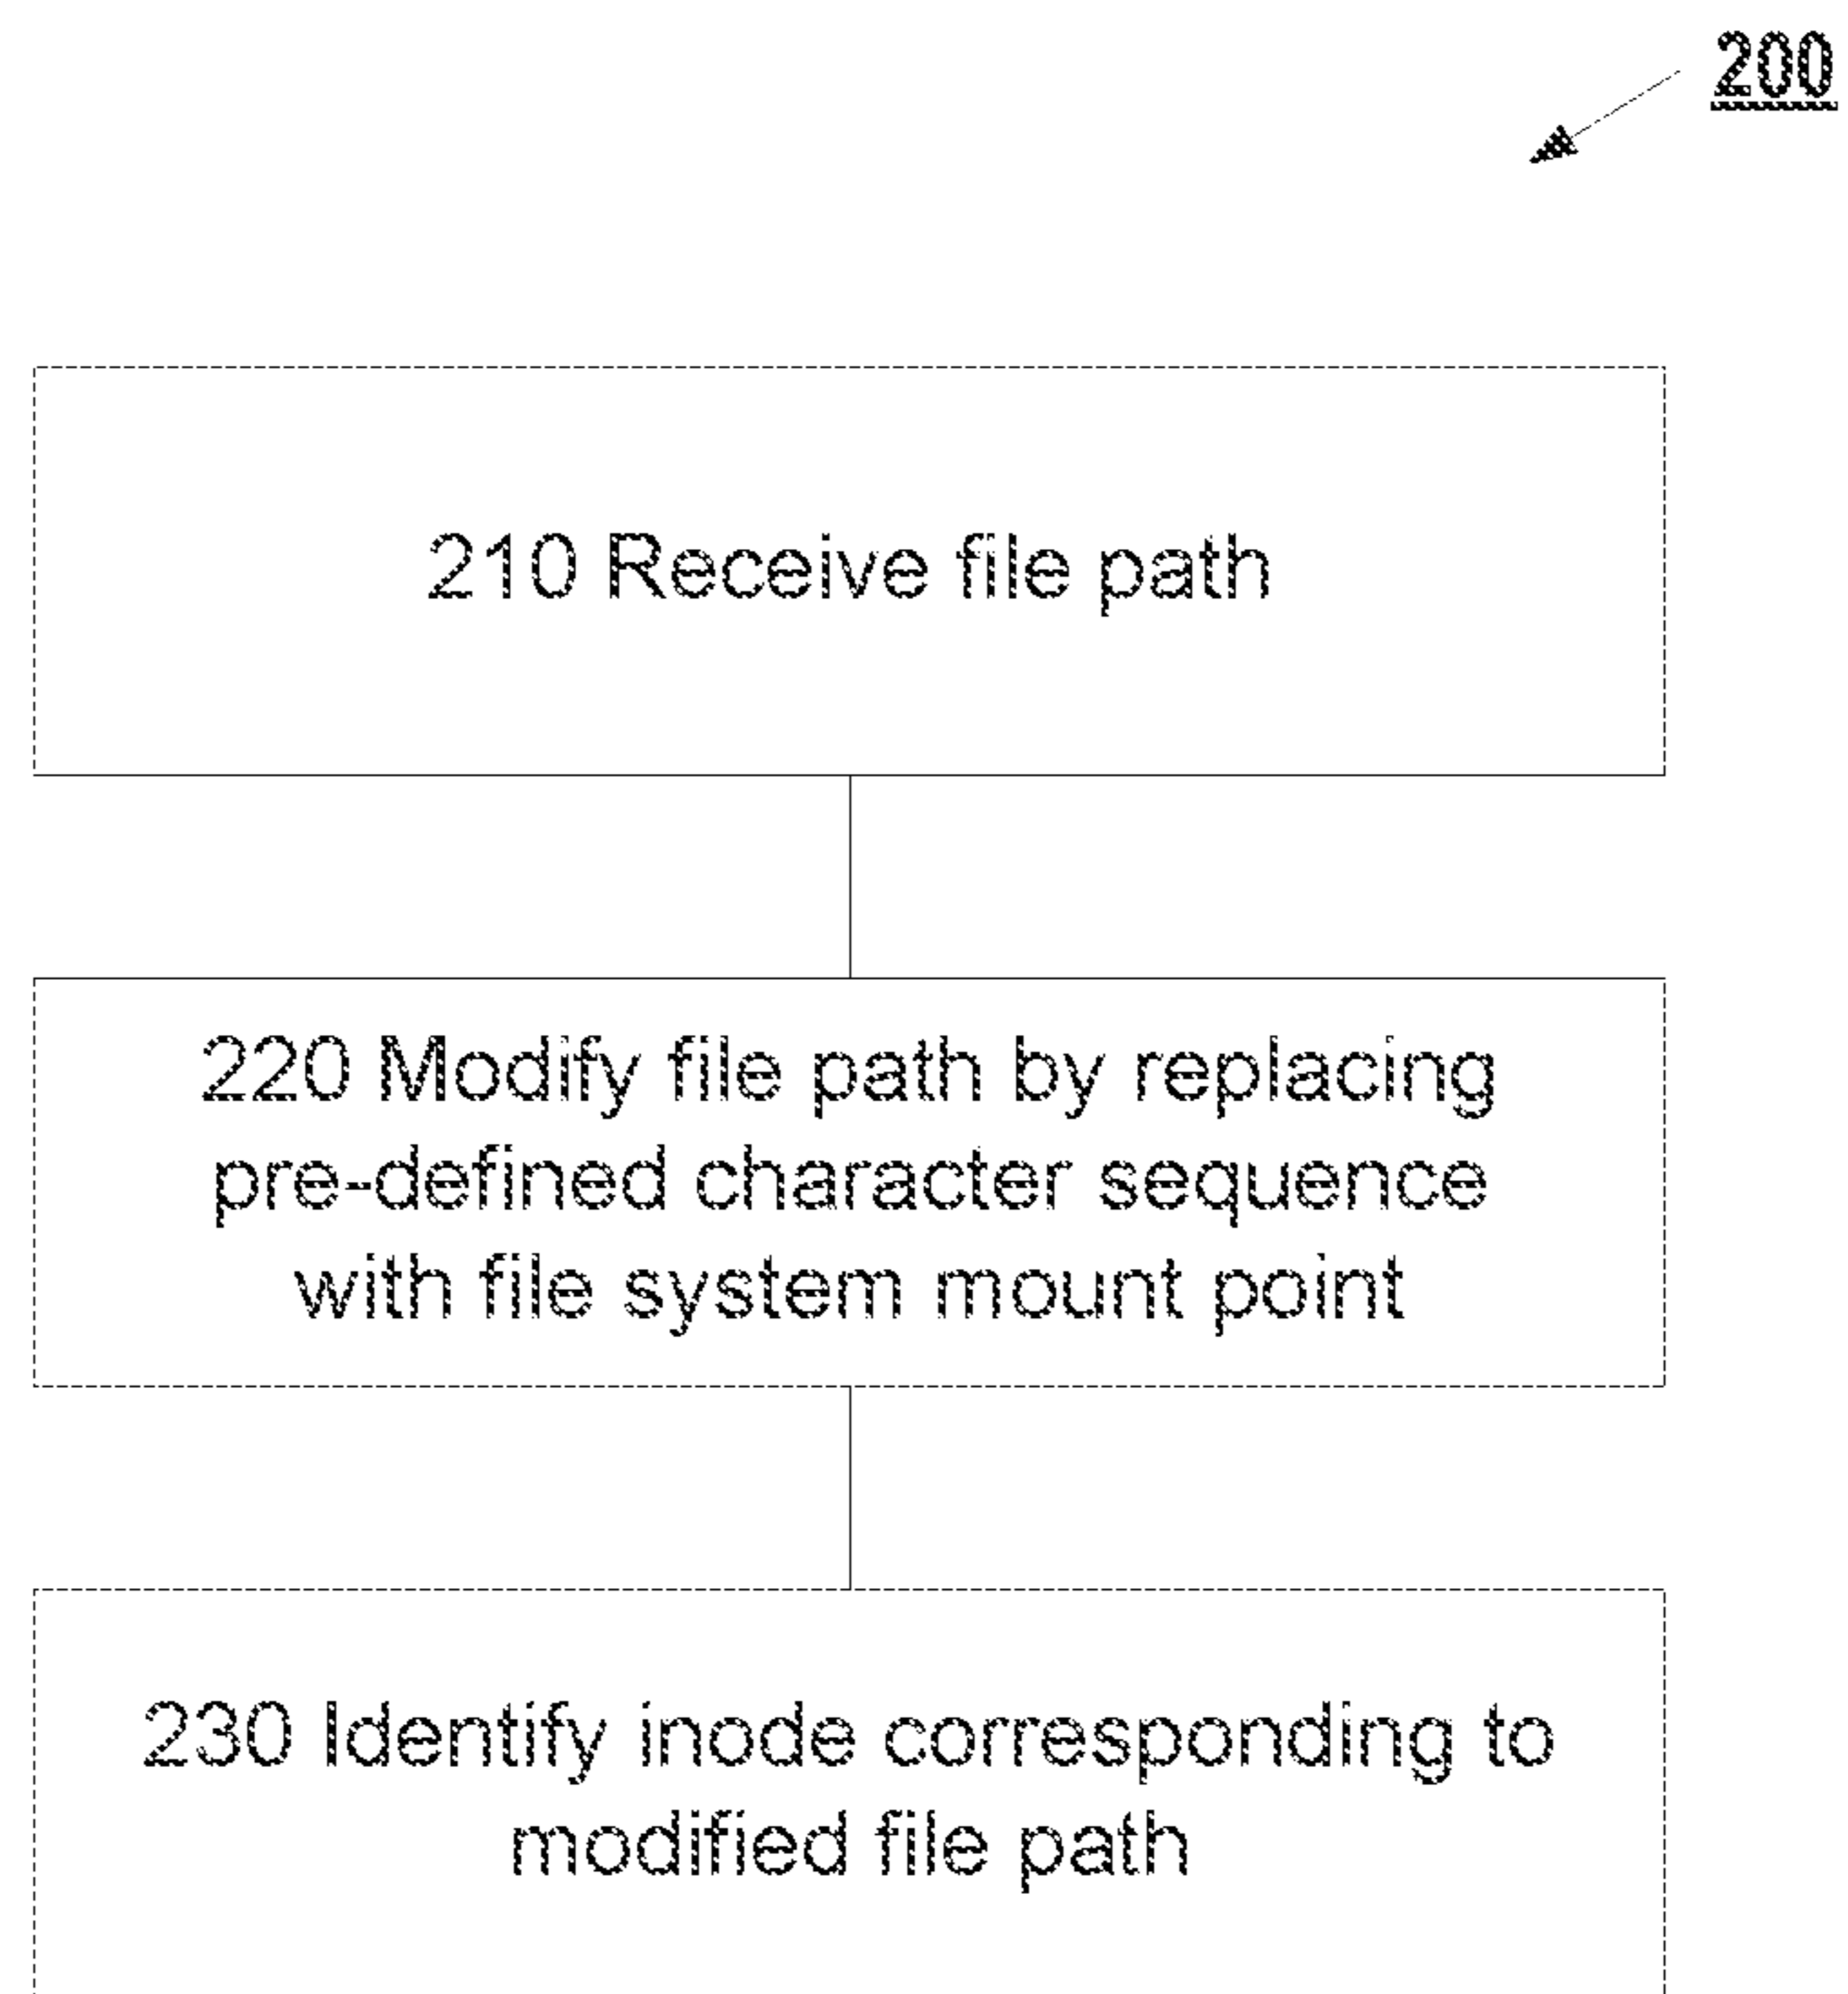 200
210 Receive file path
220 Modify file path by replacing
pre-defined character sequence
with file system mount point
230 Identify inode corresponding to
modified file path